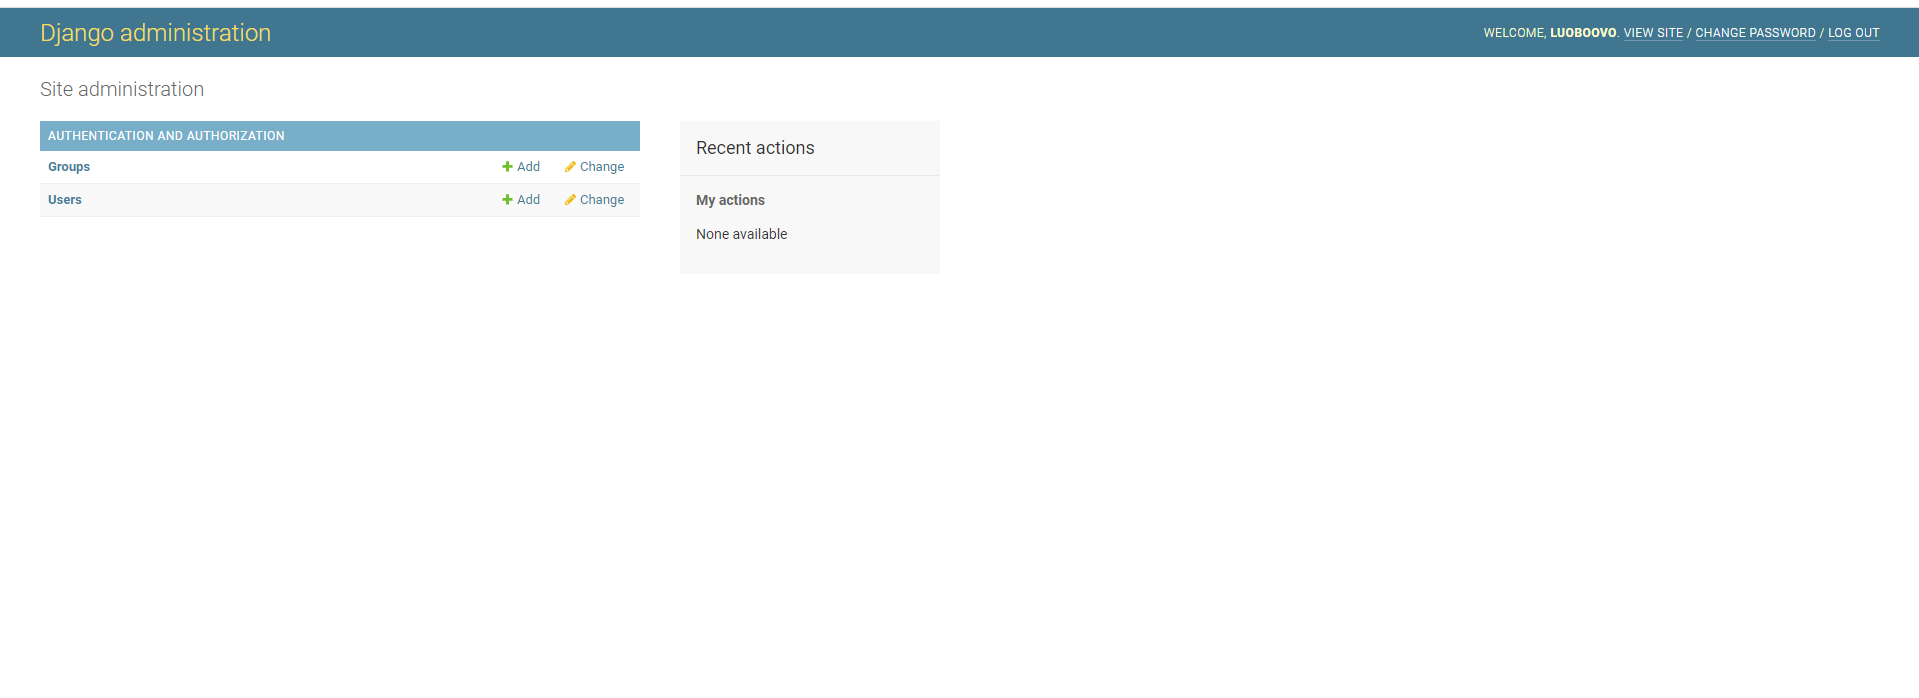 Django administration
WELCOME, LUOBOOVO. VIEW SITE / CHANGE PASSWORD / LOG OUT
Site administration
AUTHENTICATION AND AUTHORIZATION
Groups Add Change
Users Add Change
Recent actions
My actions
None available